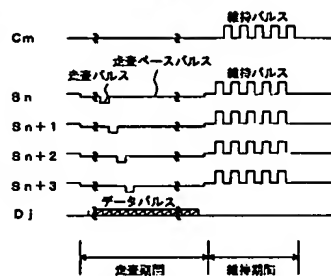 維持パルス
Cm
走査ベースパルス
走査パルス
維持パルス
Sn
Sn+1
Sn+2
Sn+3
データパルス
Dj
走査期間
維持期間